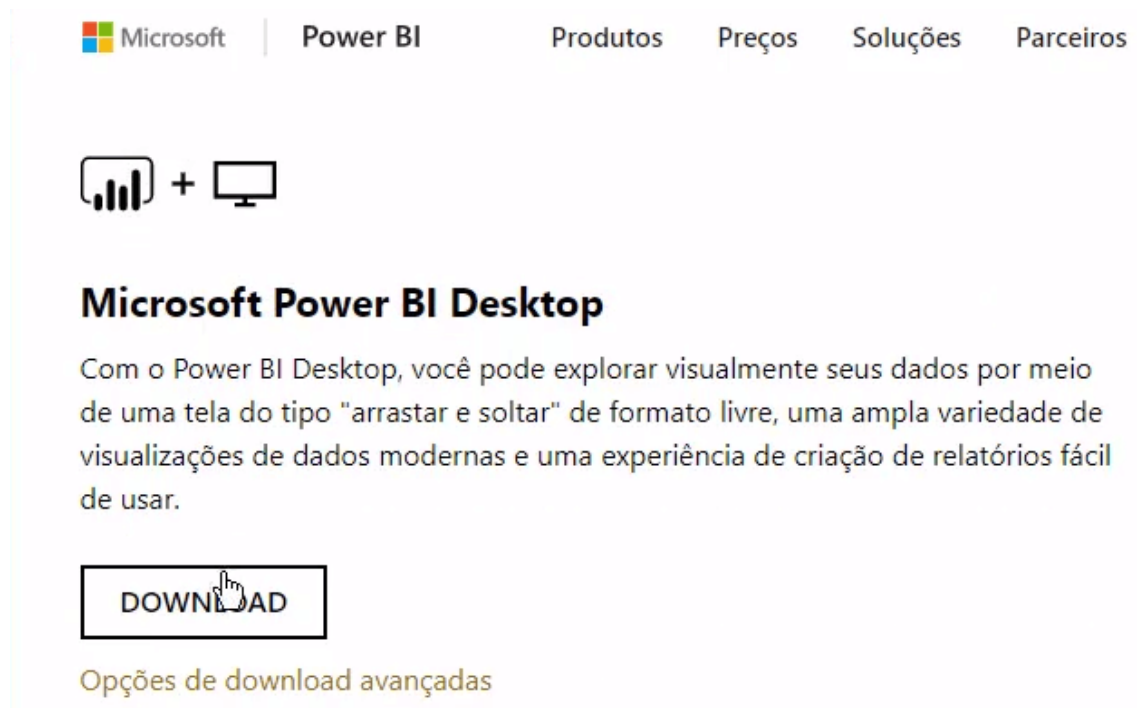 Microsoft Power BI Produtos Preços Soluções Parceiros
+
Microsoft Power BI Desktop
Com o Power BI Desktop, você pode explorar visualmente seus dados por meio
de uma tela do tipo "arrastar e soltar" de formato livre, uma ampla variedade de
visualizações de dados modernas e uma experiência de criação de relatórios fácil
de usar.
DOWNLOAD
Opções de download avançadas